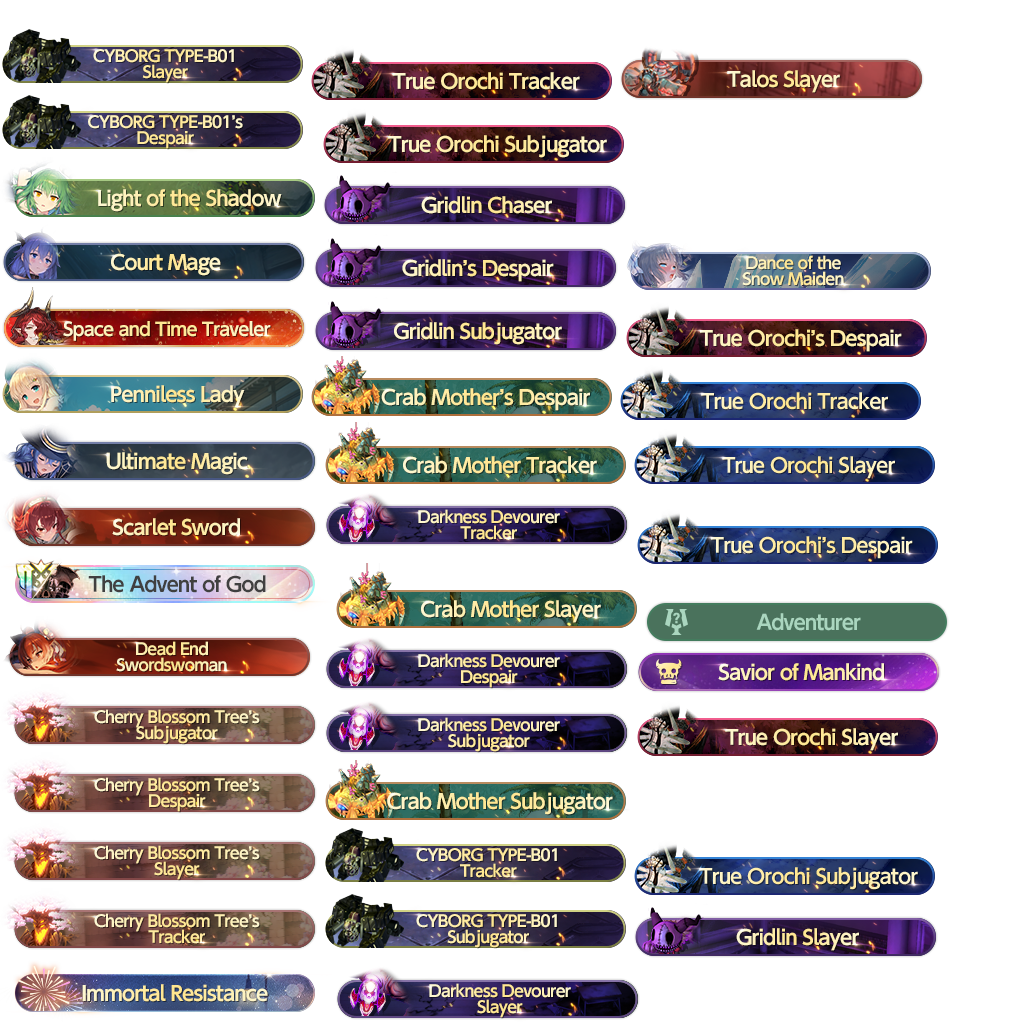 CYBORG TYPE-B01
Slayer
CYBORG TYPE-B01's
Despair
Light of the Shadow
Court Mage
Space and Time Traveler
Penniless Lady
Ultimate Magic
Scarlet Sword
The Advent of God
Dead End
Swordswoman
Cherry Blossom Tree's
Subjugator
Cherry Blossom Tree's
Despair
Cherry Blossom Tree's
Slayer
Cherry Blossom Tree's
Tracker
Immortal Resistance
True Orochi Tracker
True Orochi Subjugator
Gridlin Chaser
Gridlin's Despair
Gridlin Subjugator
Crab Mother's Despair
Crab Mother Tracker
Darkness Devourer
Tracker
Crab Mother Slayer
Darkness Devourer
Despair
Darkness Devourer
Subjugator
Crab Mother Subjugator
CYBORG TYPE-B01
Tracker
CYBORG TYPE-B01
Subjugator
Darkness Devourer
Slayer
Talos Slayer
Dance of the
Snow Maiden
True Orochi's Despair
True Orochi Tracker
True Orochi Slayer
True Orochi's Despair
?
Adventurer
Savior of Mankind
True Orochi Slayer
True Orochi Subjugator
Gridlin Slayer